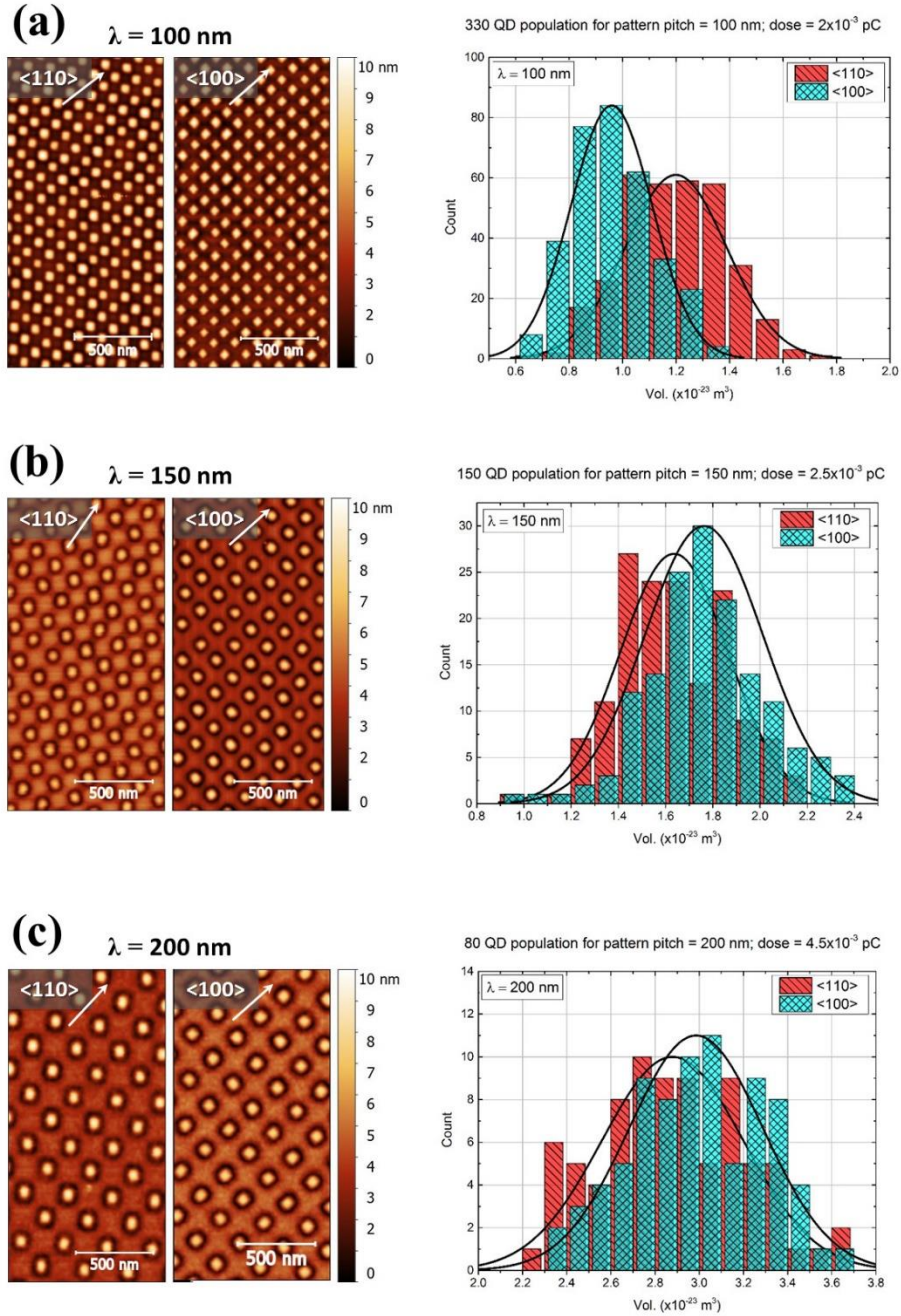 (a)
λ = 100 nm
<110>
<100>
500 nm
500 nm
10 nm
9
8
7
6
5
4
3
2
1
0
330 QD population for pattern pitch = 100 nm; dose = 2x10⁻³ pC
λ = 100 nm
<110>
<100>
100
80
60
40
20
0
Count
0.6 0.8 1.0 1.2 1.4 1.6 1.8 2.0
Vol. (x10⁻²³ m³)
(b)
λ = 150 nm
<110>
<100>
500 nm
500 nm
10 nm
9
8
7
6
5
4
3
2
1
0
150 QD population for pattern pitch = 150 nm; dose = 2.5x10⁻³ pC
λ = 150 nm
<110>
<100>
30
25
20
15
10
5
0
Count
0.8 1.0 1.2 1.4 1.6 1.8 2.0 2.2 2.4
Vol. (x10⁻²³ m³)
(c)
λ = 200 nm
<110>
<100>
500 nm
500 nm
10 nm
9
8
7
6
5
4
3
2
1
0
80 QD population for pattern pitch = 200 nm; dose = 4.5x10⁻³ pC
λ = 200 nm
<110>
<100>
14
12
10
8
6
4
2
0
Count
2.0 2.2 2.4 2.6 2.8 3.0 3.2 3.4 3.6 3.8
Vol. (x10⁻²³ m³)